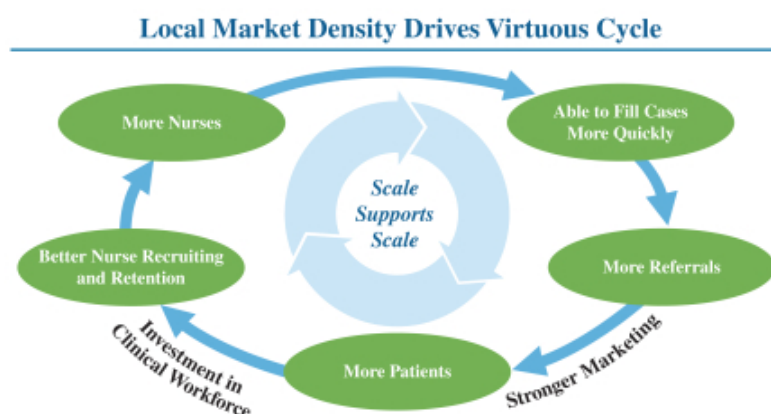 Local Market Density Drives Virtuous Cycle
More Nurses
Able to Fill Cases
More Quickly
Scale
Supports
Scale
Better Nurse Recruiting
and Retention
More Referrals
Investment in
Clinical Workforce
More Patients
Stronger Marketing